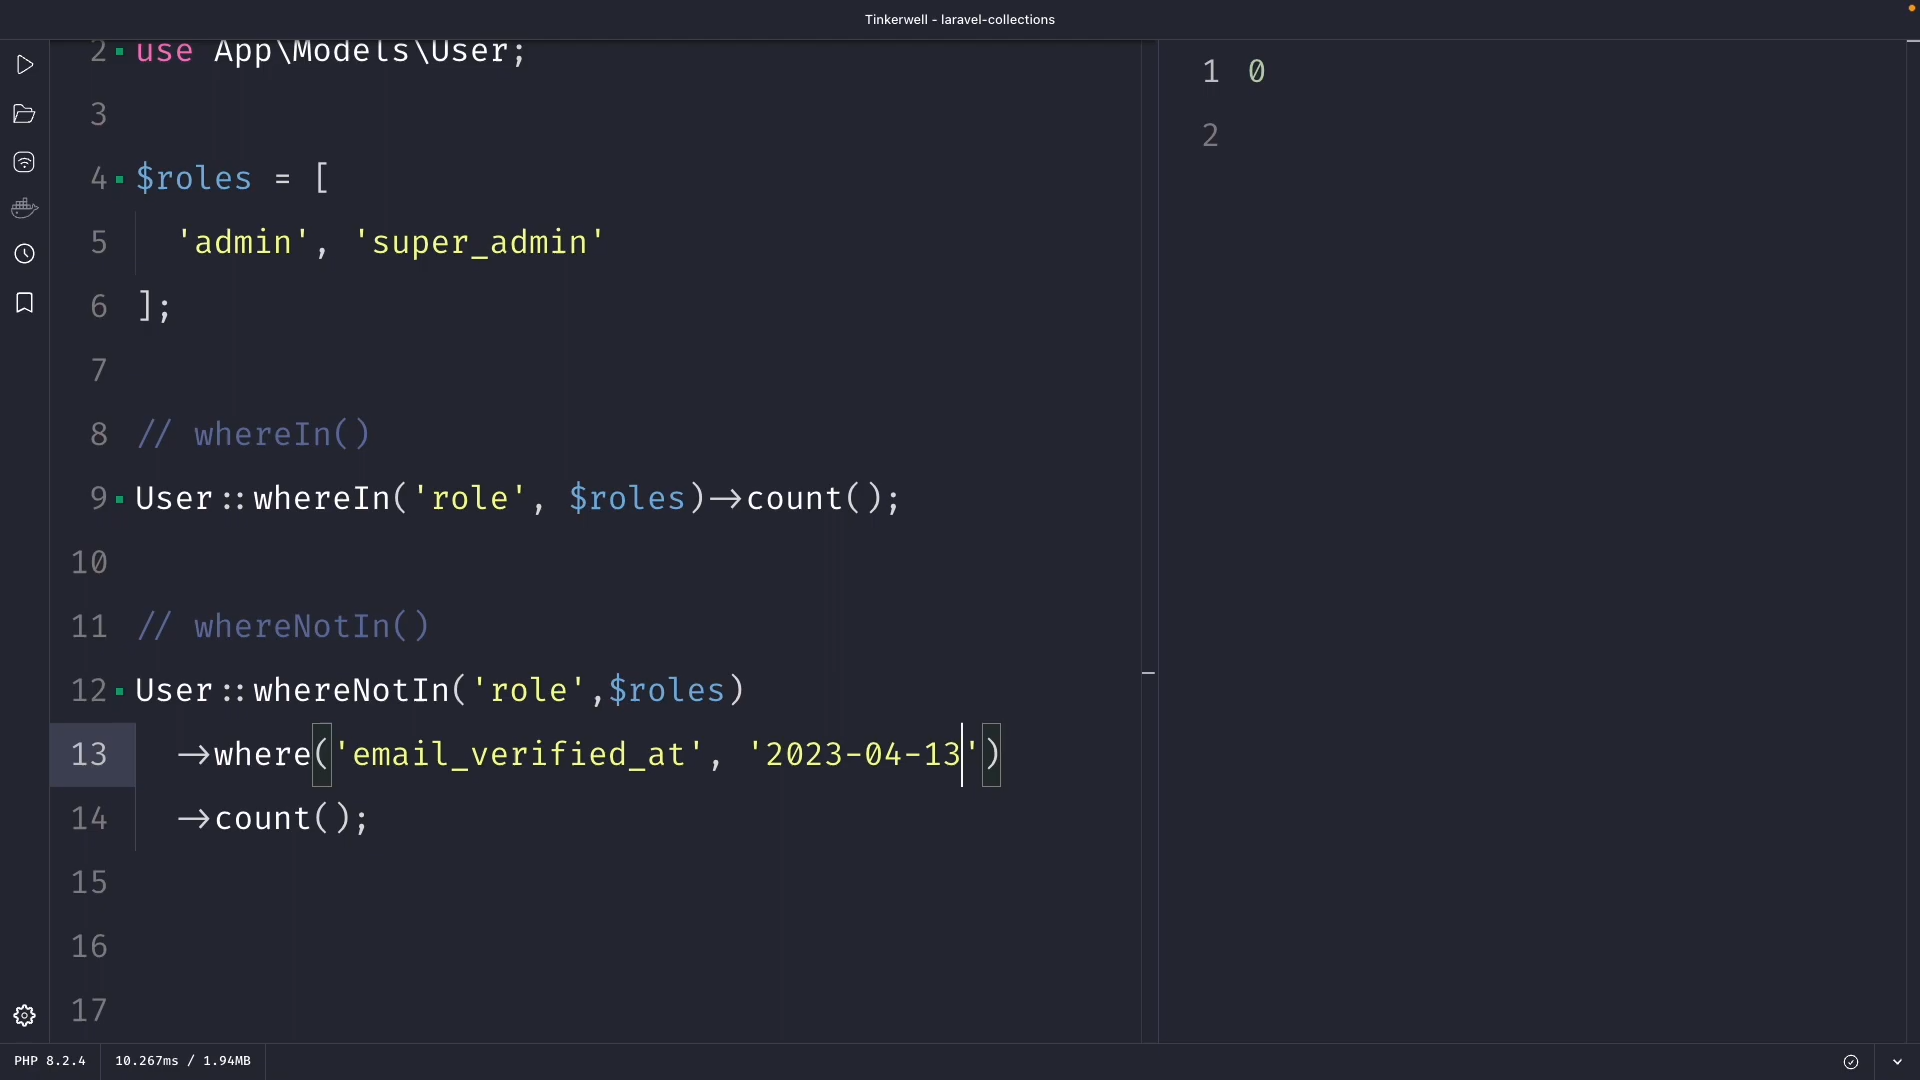 Tinkerwell - laravel-collections
2 use App\Models\User;
3
4 $roles = [
5 'admin', 'super_admin'
6 ];
7
8 // whereIn()
9 User::whereIn('role', $roles)->count();
10
11 // whereNotIn()
12 User::whereNotIn('role',$roles)
13 ->where('email_verified_at', '2023-04-13')
14 ->count();
15
16
17
1 0
2
PHP 8.2.4 10.267ms / 1.94MB